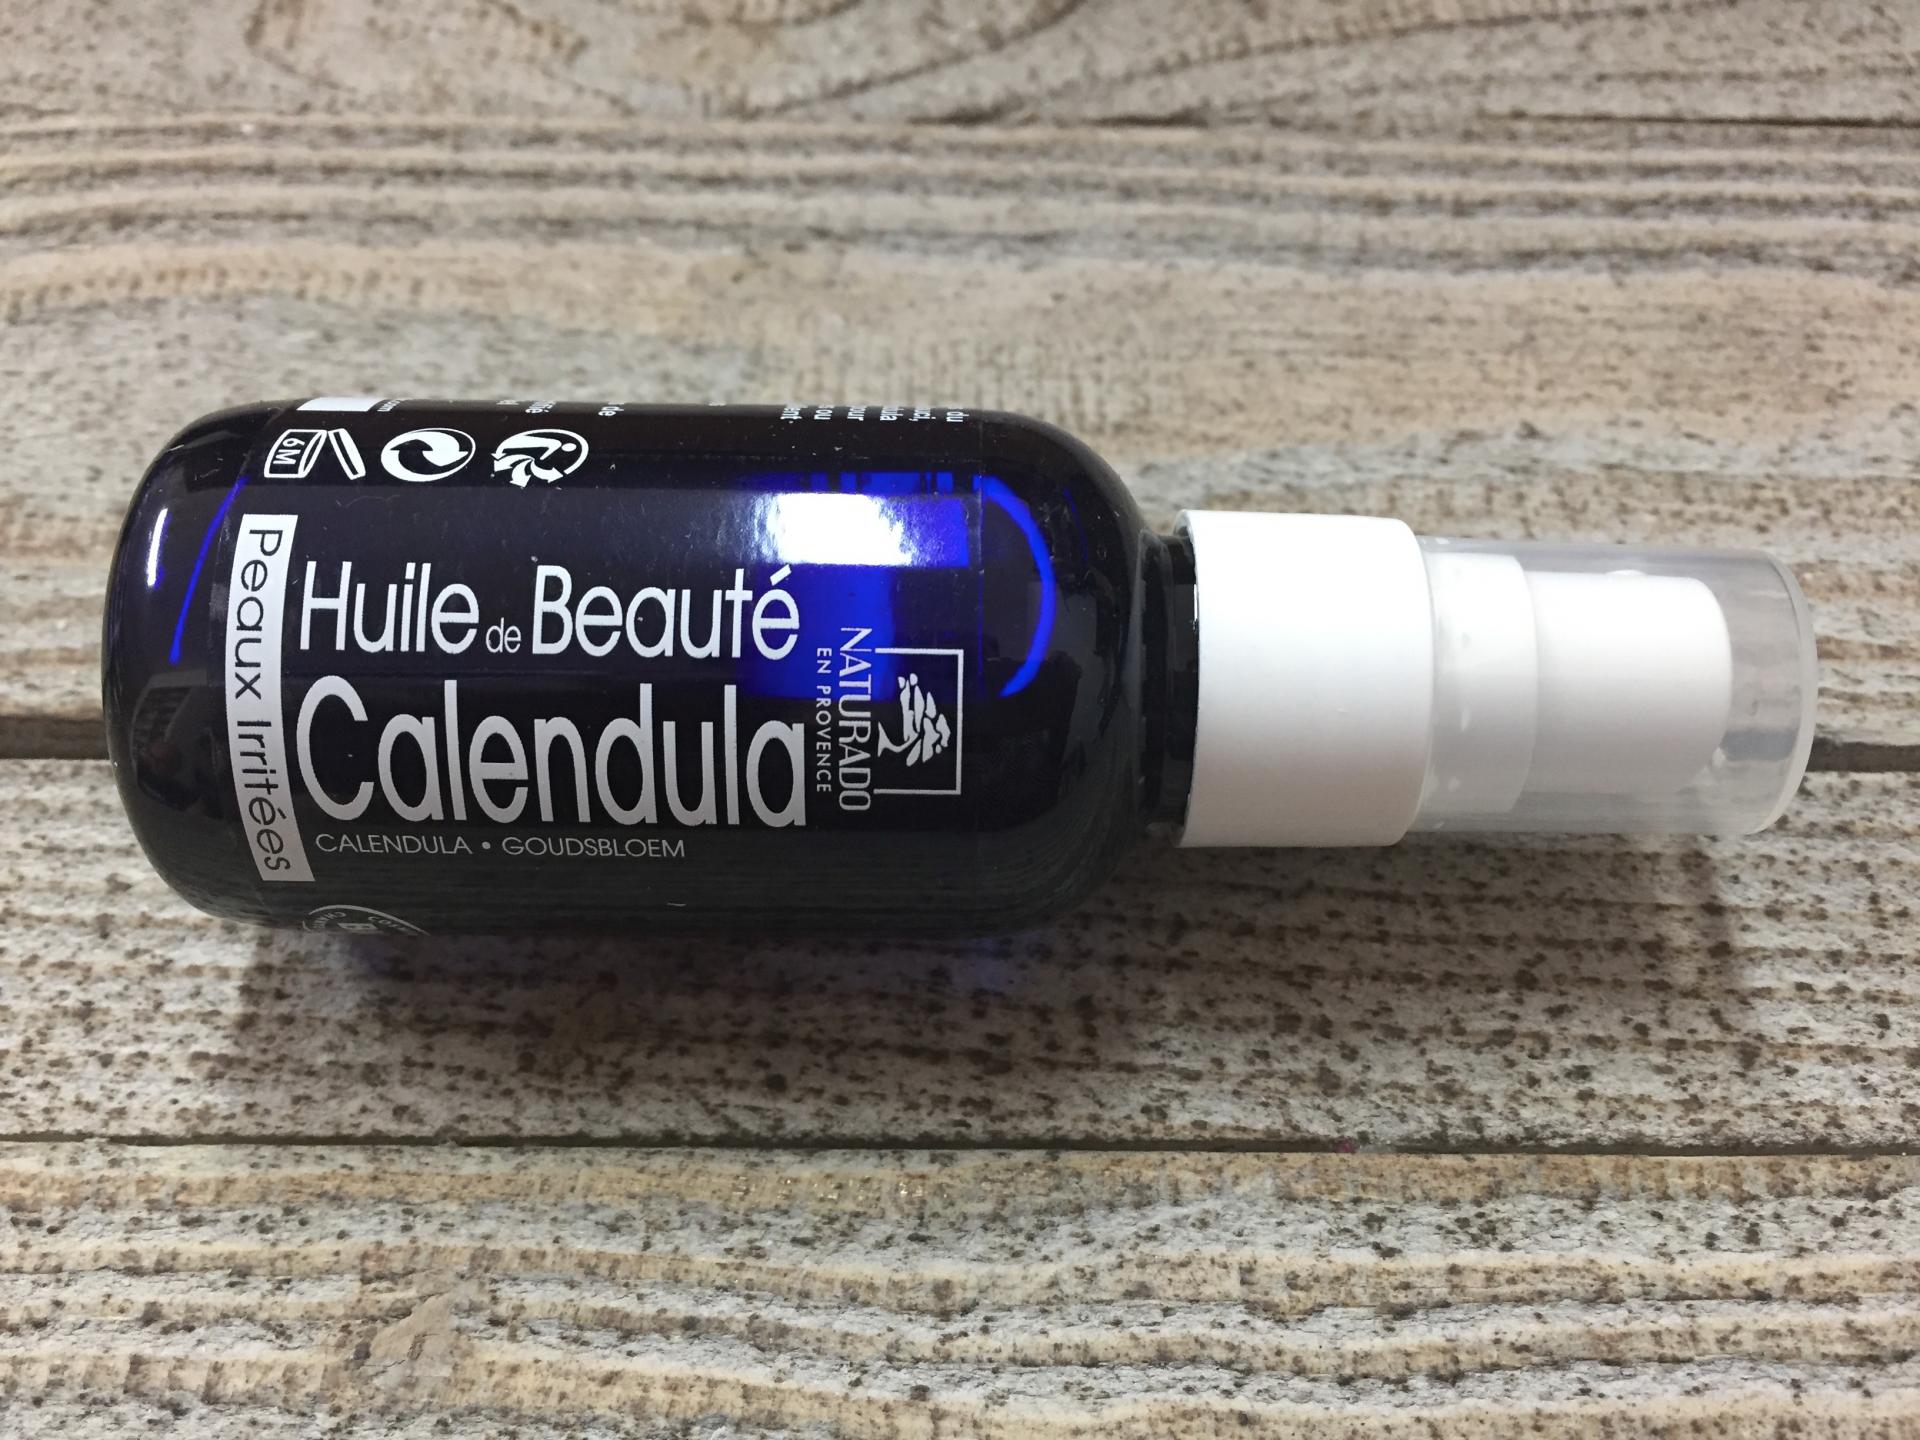 NATURADO
EN PROVENCE
Huile de Beauté
Calendula
CALENDULA • GOUDSBLOEM
Peaux Irritées
6M